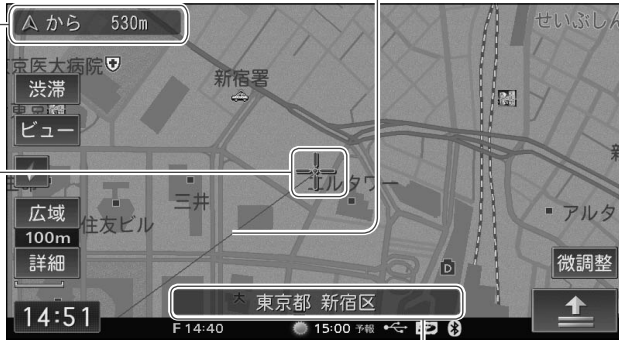 から 530m
せいぶしん
京医大病院
新宿署
渋滞
ビュー
エルタワー
三井
広域
住友ビル
アルタ
100m
詳細
D
微調整
東京都 新宿区
14:51
F 14:40
15:00 予報